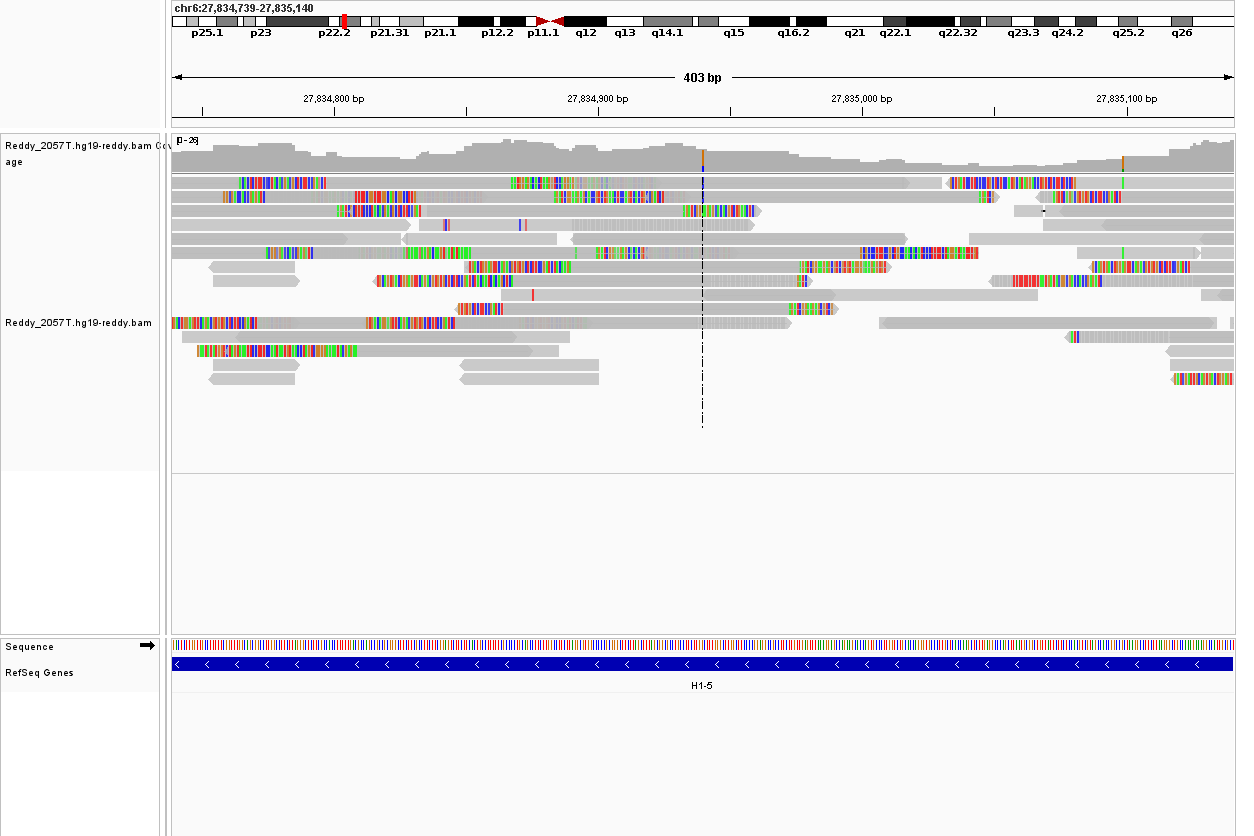 chr6:27,834,739-27,835,140
p25.1 p23 p22.2 p21.31 p21.1 p12.2 p11.1 q12 q13 q14.1 q15 q16.2 q21 q22.1 q22.32 q23.3 q24.2 q25.2 q26
403 bp
27,834,800 bp 27,834,900 bp 27,835,000 bp 27,835,100 bp
Reddy_2057T.hg19-reddy.bam Cov
age
[0-26]
Reddy_2057T.hg19-reddy.bam
Sequence
RefSeq Genes
H1-5